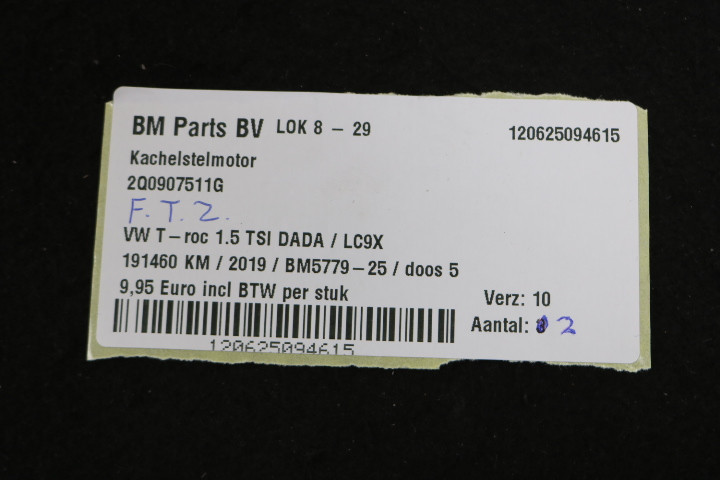 BM Parts BV LOK 8 - 29 120625094615
Kachelstelmotor
2Q0907511G
F.T.Z.
VW T-roc 1.5 TSI DADA / LC9X
191460 KM / 2019 / BM5779-25 / doos 5
9,95 Euro incl BTW per stuk Verz: 10
Aantal: 2
120625094615